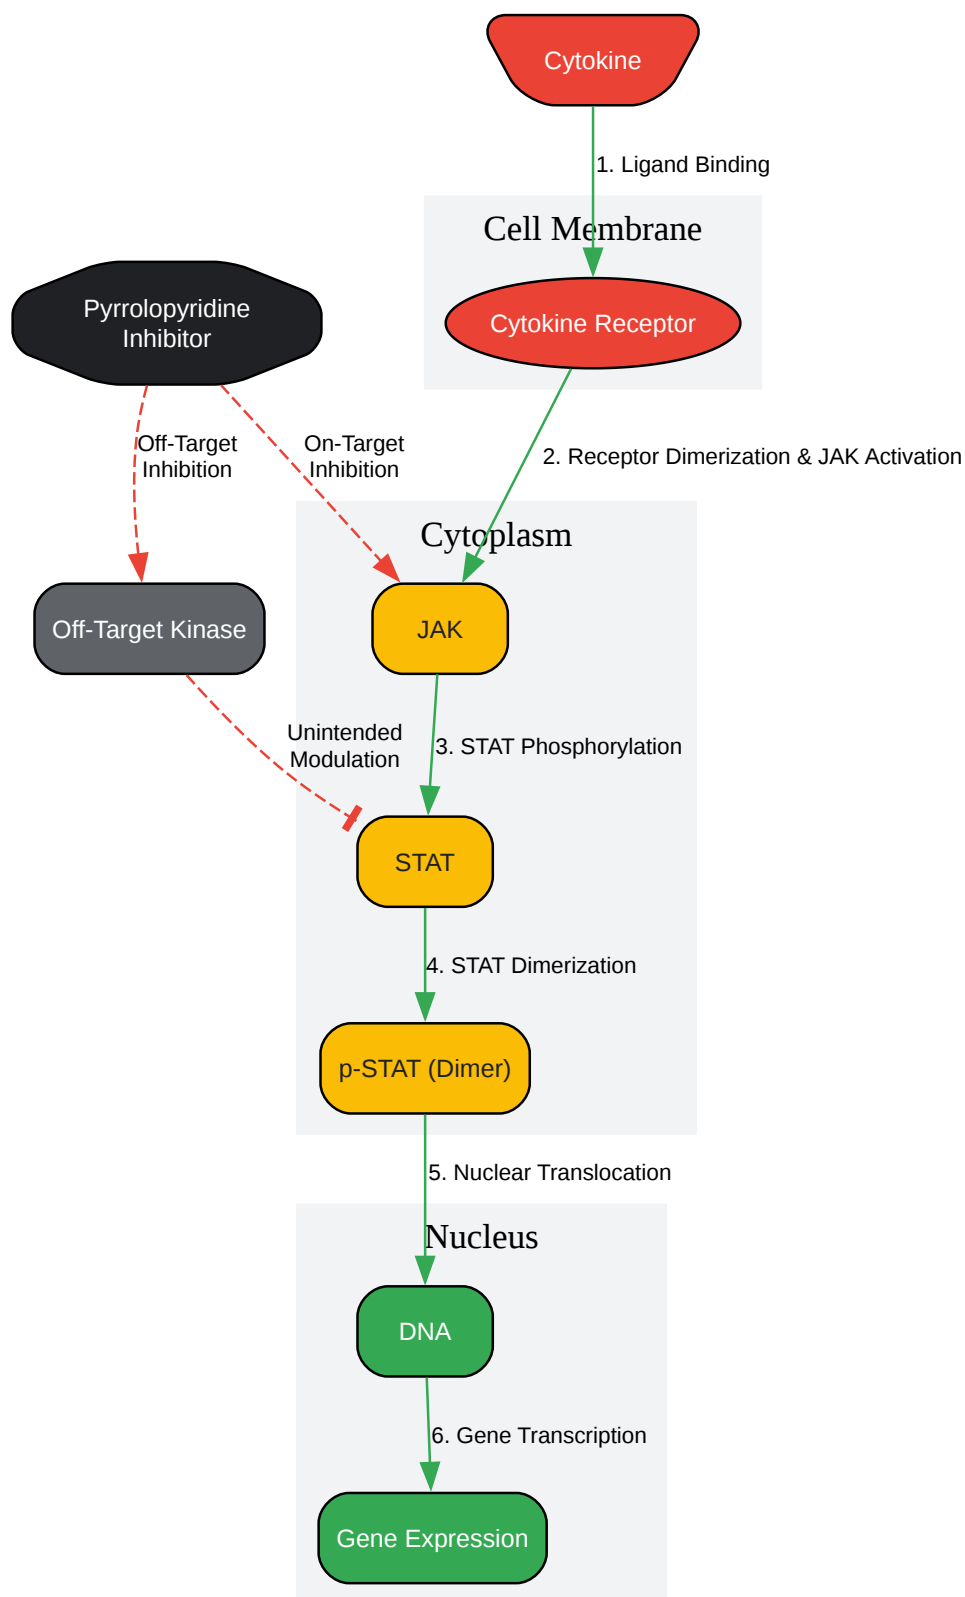 Cytokine
1. Ligand Binding
Cell Membrane
Cytokine Receptor
Pyrrolopyridine
Inhibitor
Off-Target
Inhibition
On-Target
Inhibition
2. Receptor Dimerization & JAK Activation
Cytoplasm
Off-Target Kinase
JAK
Unintended
Modulation
3. STAT Phosphorylation
STAT
4. STAT Dimerization
p-STAT (Dimer)
5. Nuclear Translocation
Nucleus
DNA
6. Gene Transcription
Gene Expression